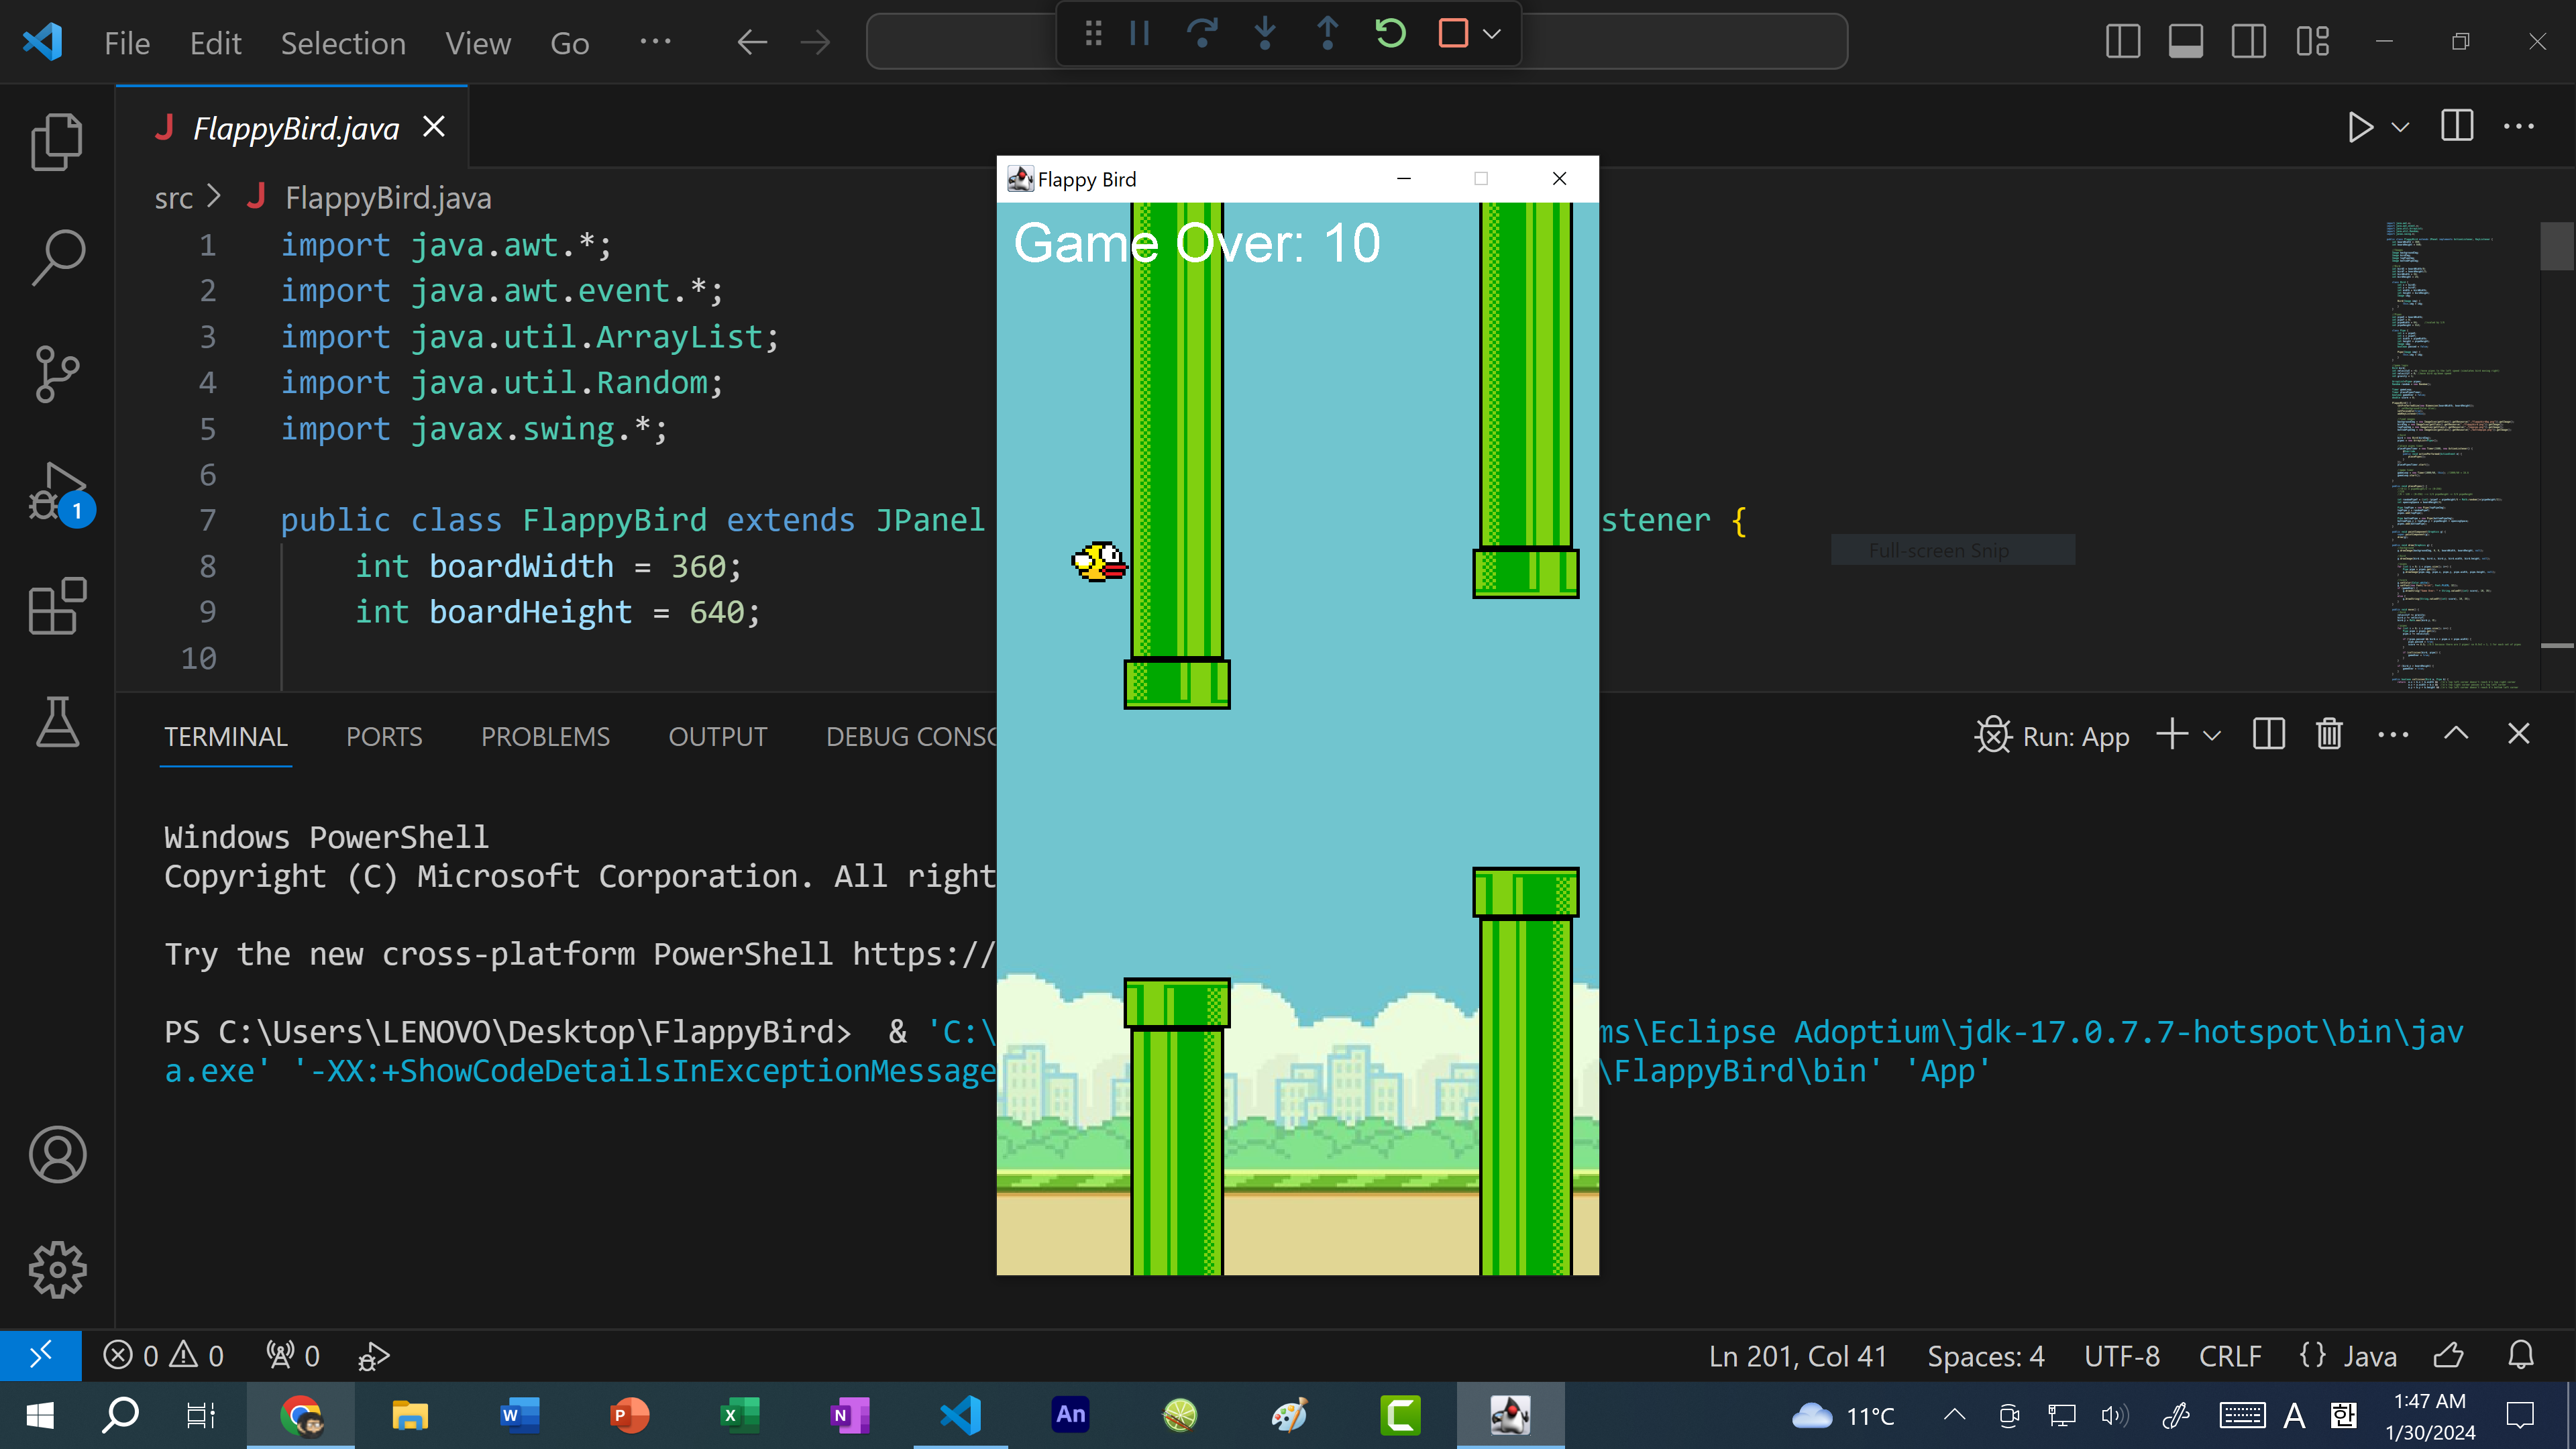 File Edit Selection View Go ...
FlappyBird.java
src > FlappyBird.java
1 import java.awt.*;
2 import java.awt.event.*;
3 import java.util.ArrayList;
4 import java.util.Random;
5 import javax.swing.*;
6
7 public class FlappyBird extends JPanel stener {
8 int boardWidth = 360;
9 int boardHeight = 640;
10
Flappy Bird
Game Over: 10
Full-screen Snip
1
TERMINAL PORTS PROBLEMS OUTPUT DEBUG CONSO
Run: App
Windows PowerShell
Copyright (C) Microsoft Corporation. All right
Try the new cross-platform PowerShell https://
PS C:\Users\LENOVO\Desktop\FlappyBird> & 'C:\ ms\Eclipse Adoptium\jdk-17.0.7.7-hotspot\bin\jav
a.exe' '-XX:+ShowCodeDetailsInExceptionMessage \FlappyBird\bin' 'App'
0 0 0
Ln 201, Col 41 Spaces: 4 UTF-8 CRLF {} Java
W P X N An C
11°C
A 한
1:47 AM
1/30/2024